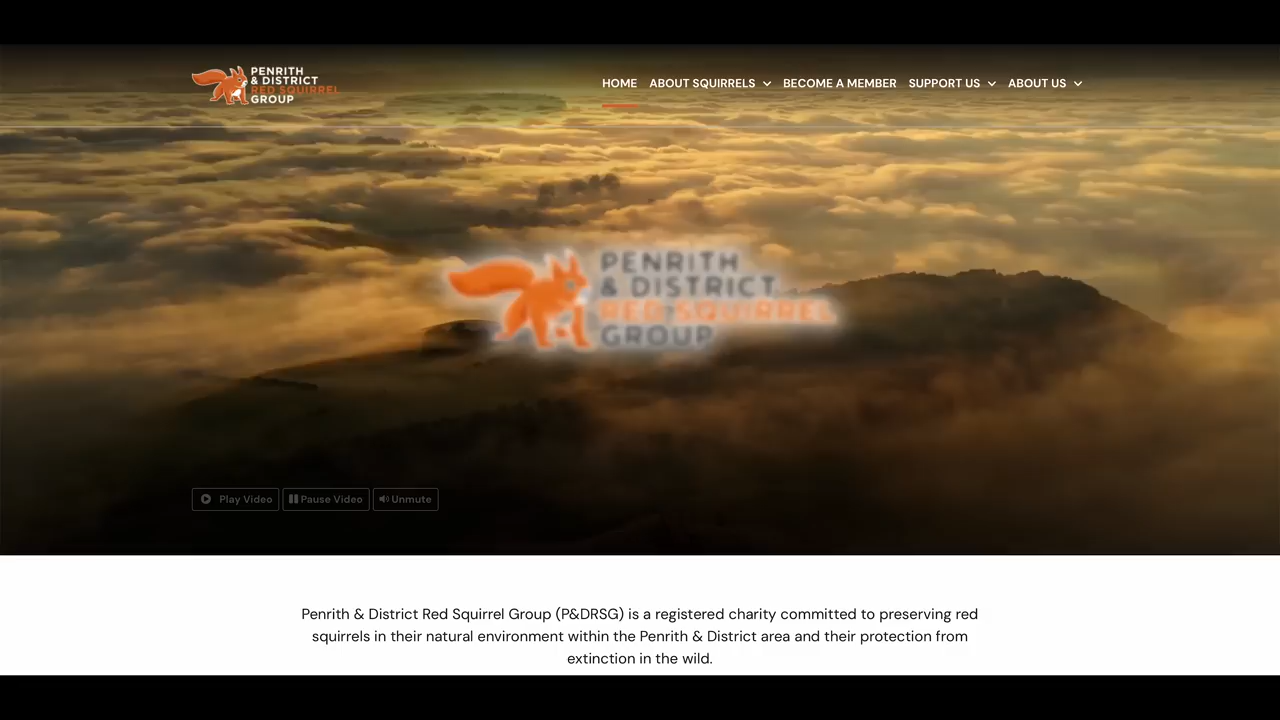 PENRITH
& DISTRICT
RED SQUIRREL
GROUP
HOME ABOUT SQUIRRELS BECOME A MEMBER SUPPORT US ABOUT US
PENRITH
& DISTRICT
RED SQUIRREL
GROUP
Play Video Pause Video Unmute
Penrith & District Red Squirrel Group (P&DRSG) is a registered charity committed to preserving red
squirrels in their natural environment within the Penrith & District area and their protection from
extinction in the wild.